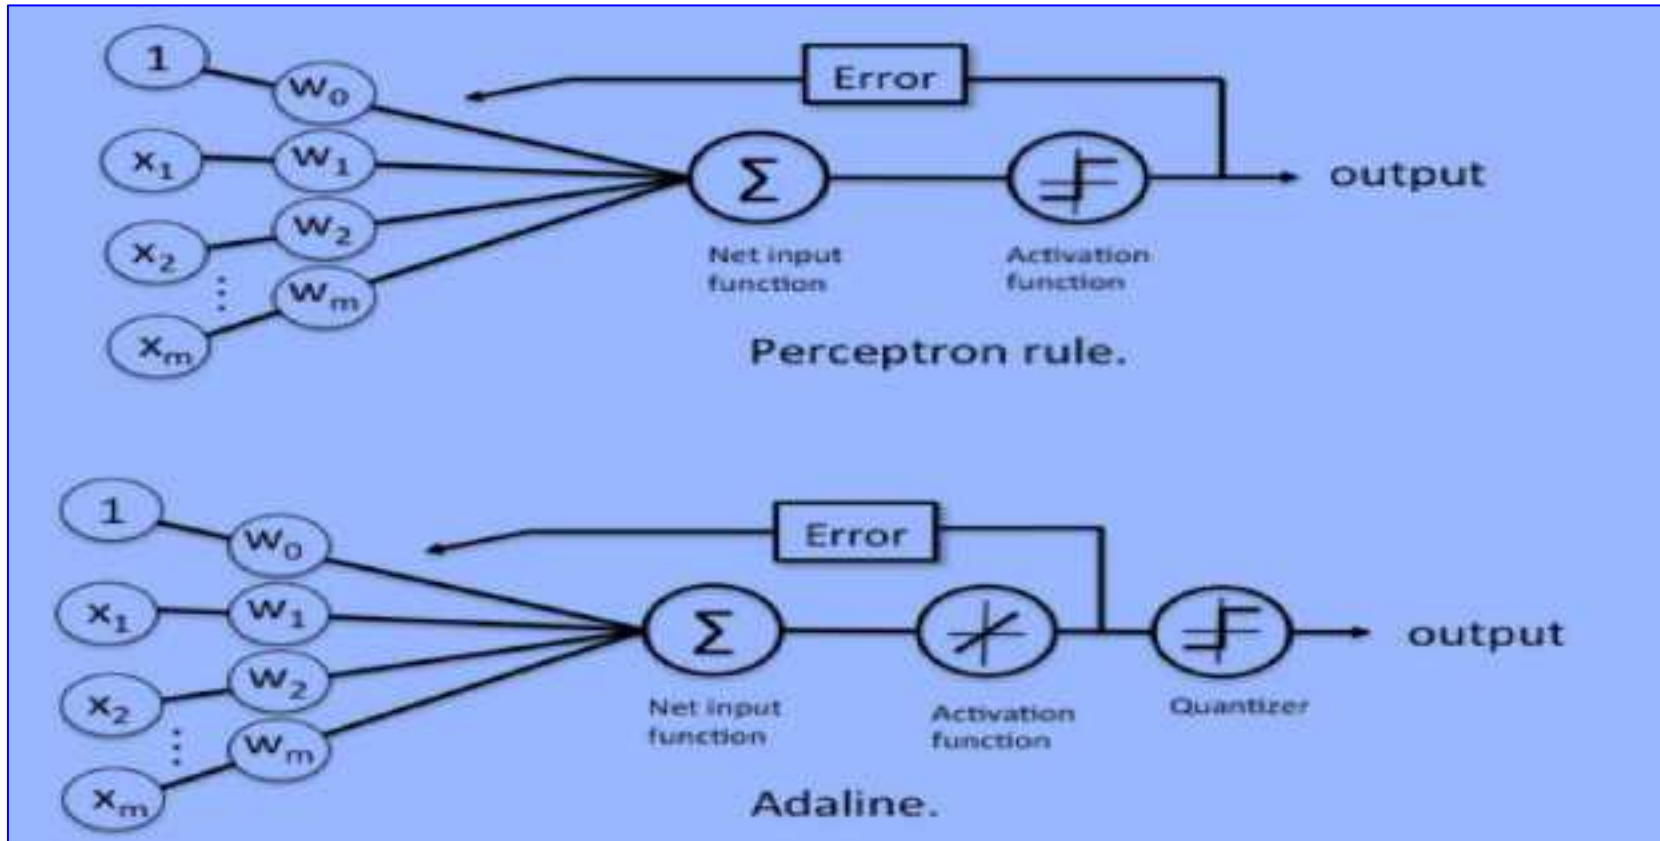 1
w₀
Error
x₁
w₁
Σ
output
x₂
w₂
Net input
function
Activation
function
⋮
wₘ
xₘ
Perceptron rule.
1
w₀
Error
x₁
w₁
Σ
output
x₂
w₂
Net input
function
Activation
function
Quantizer
⋮
wₘ
xₘ
Adaline.